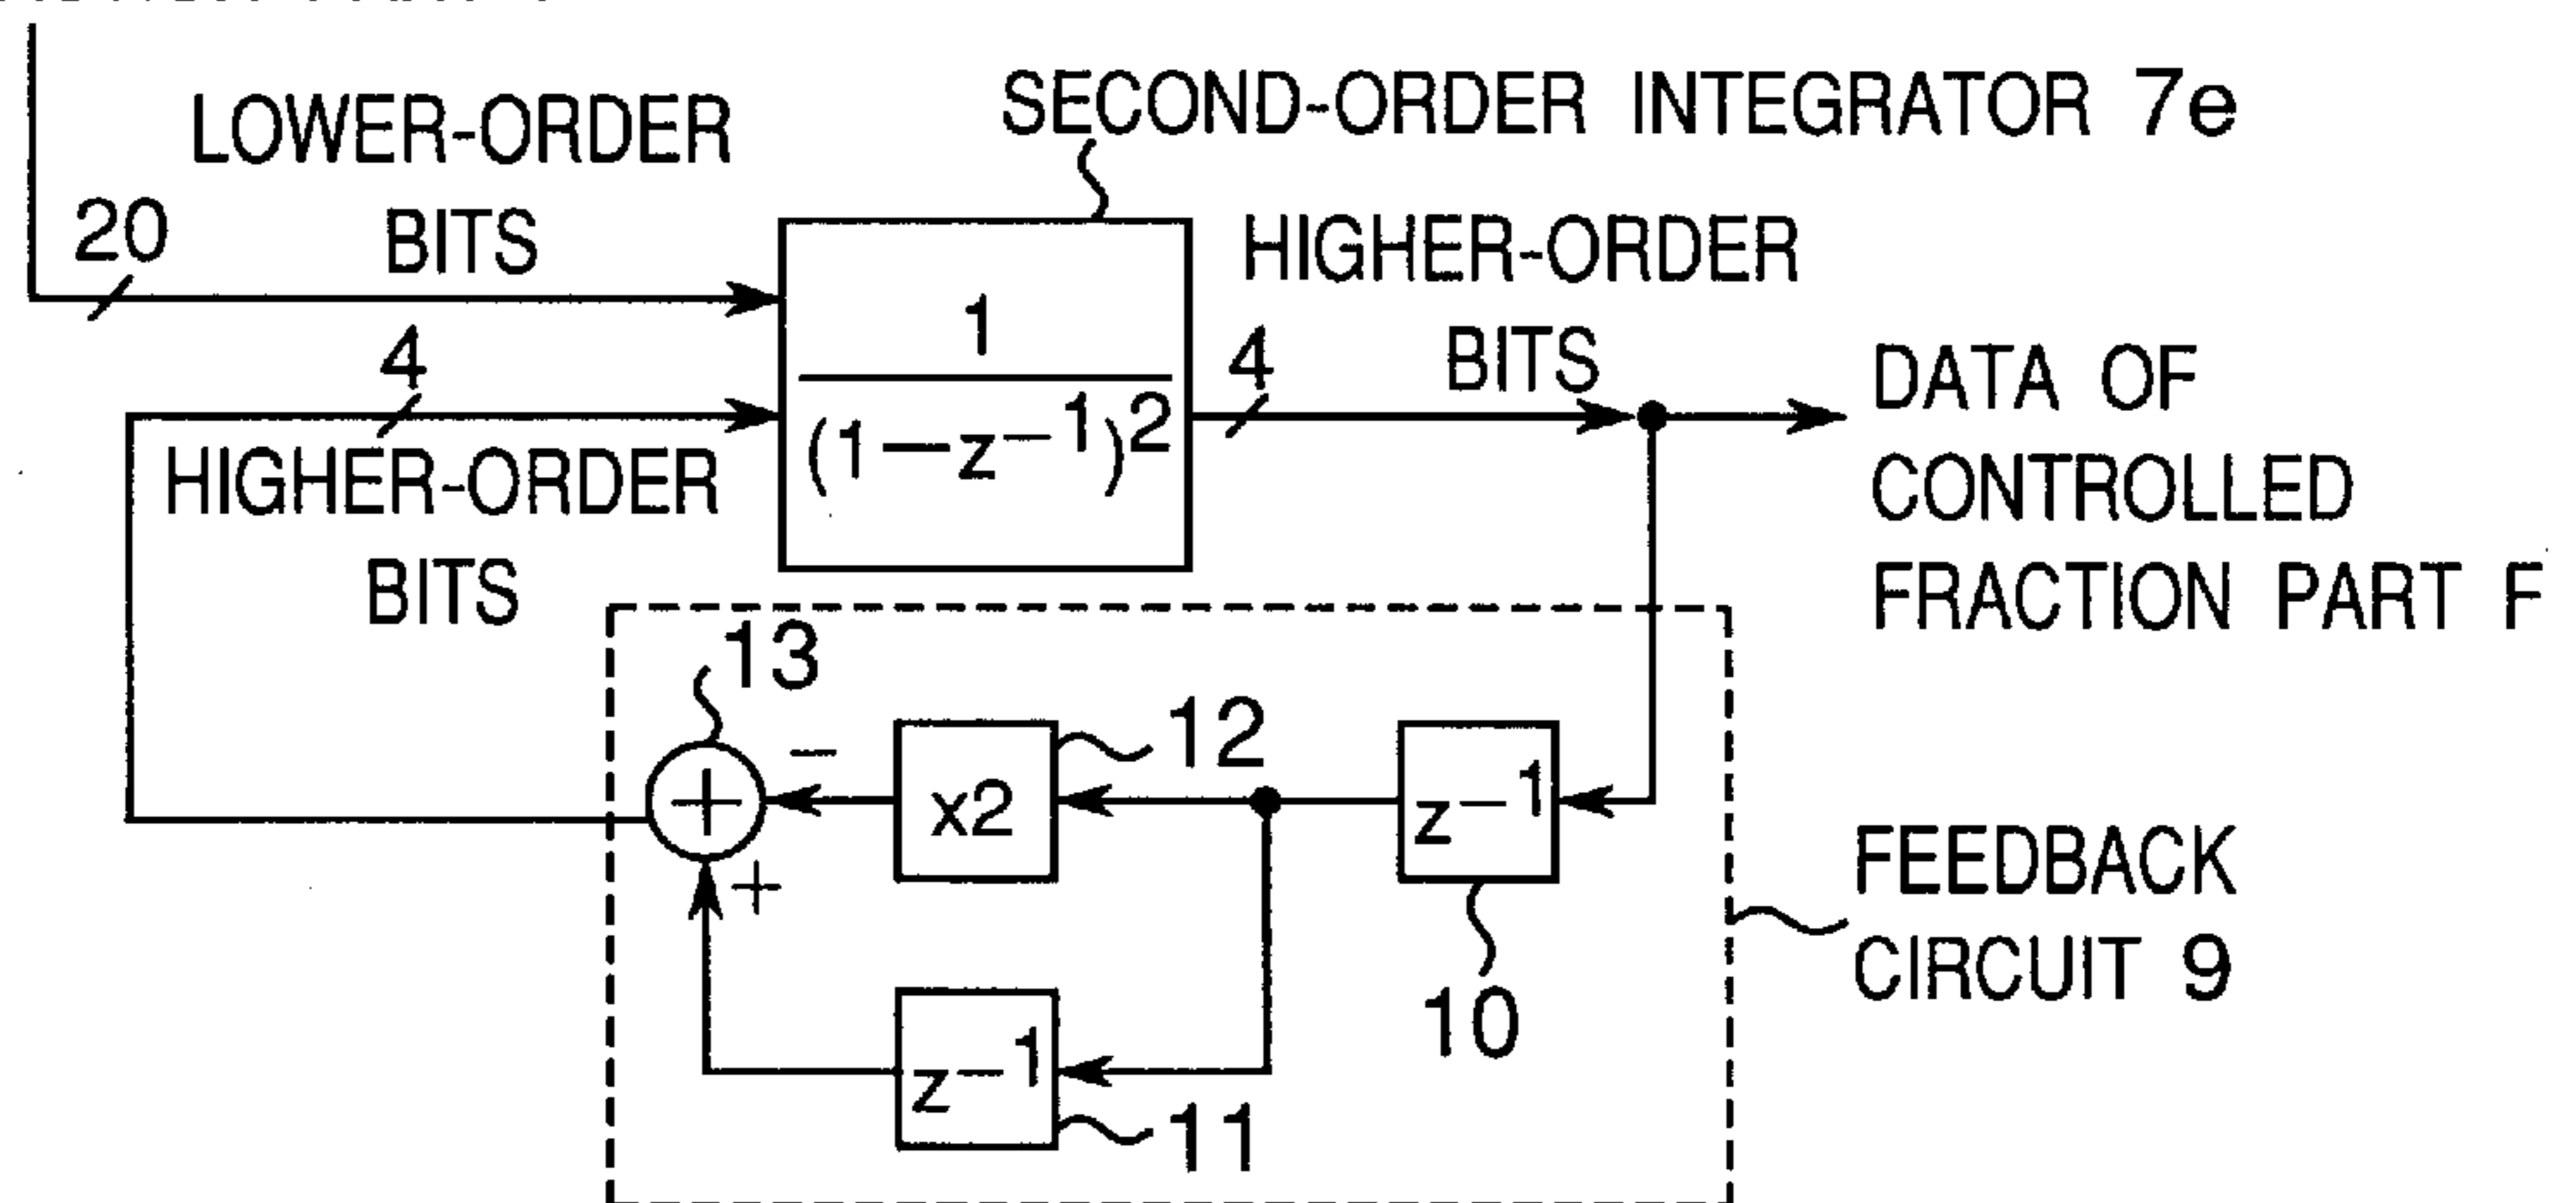 LOWER-ORDER
BITS
20
SECOND-ORDER INTEGRATOR 7e
HIGHER-ORDER
BITS
4
HIGHER-ORDER
BITS
1
(1−z−1)2
4
DATA OF
CONTROLLED
FRACTION PART F
13
−
12
+
x2
z−1
+
10
z−1
11
FEEDBACK
CIRCUIT 9